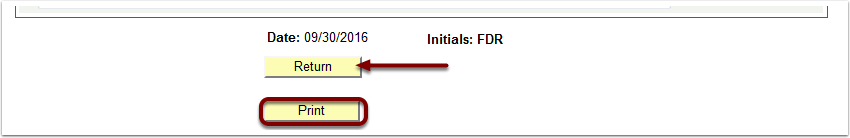 Date: 09/30/2016 Initials: FDR
Return
Print